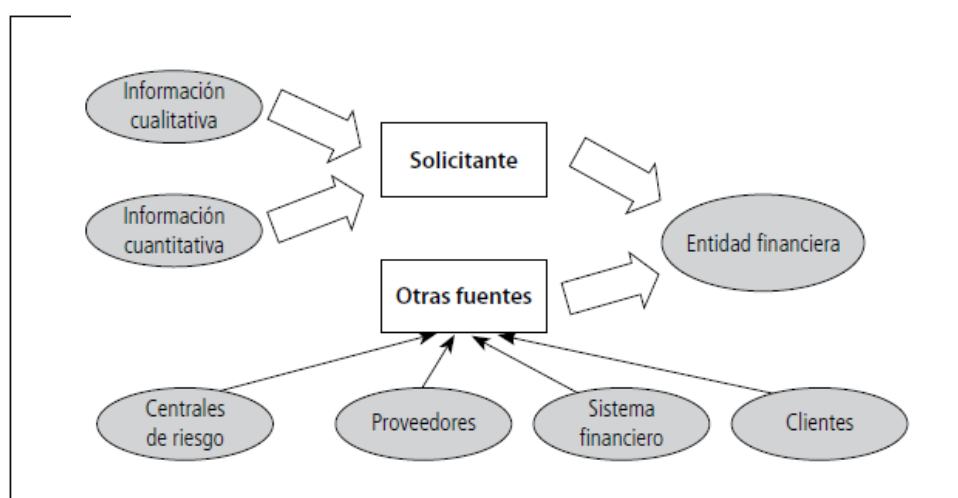 Información
cualitativa
Solicitante
Información
cuantitativa
Entidad financiera
Otras fuentes
Centrales
de riesgo
Proveedores
Sistema
financiero
Clientes